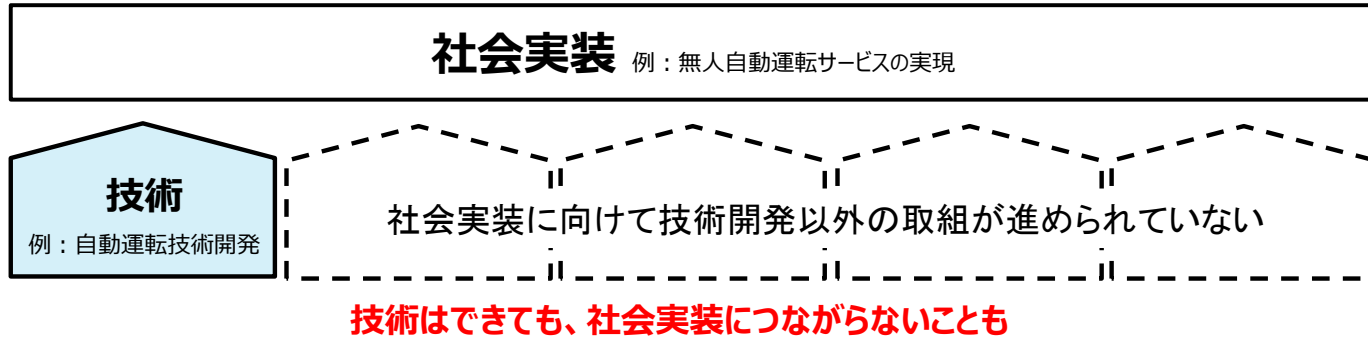 社会実装 例：無人自動運転サービスの実現
技術
例：自動運転技術開発
社会実装に向けて技術開発以外の取組が進められていない
技術はできても、社会実装につながらないことも